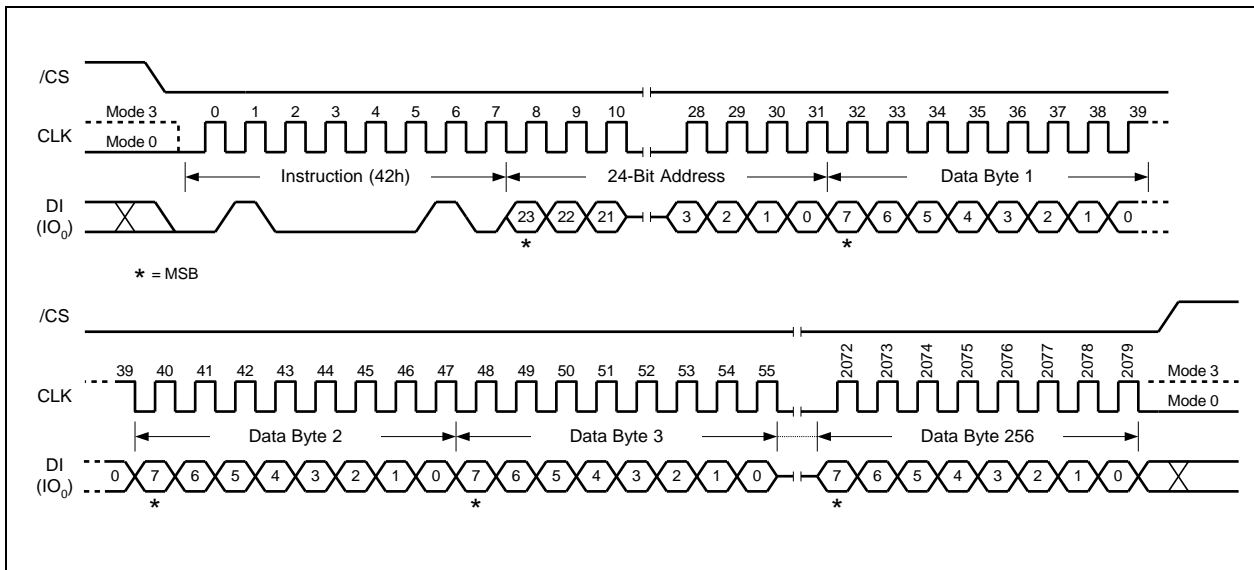 /CS
Mode 3 0 1 2 3 4 5 6 7 8 9 10 28 29 30 31 32 33 34 35 36 37 38 39
CLK
Mode 0
Instruction (42h) 24-Bit Address Data Byte 1
DI
(IO0) 23 22 21 3 2 1 0 7 6 5 4 3 2 1 0
* *
* = MSB
/CS
39 40 41 42 43 44 45 46 47 48 49 50 51 52 53 54 55 2072 2073 2074 2075 2076 2077 2078 2079 Mode 3
CLK
Mode 0
Data Byte 2 Data Byte 3 Data Byte 256
DI
(IO0) 0 7 6 5 4 3 2 1 0 7 6 5 4 3 2 1 0 7 6 5 4 3 2 1 0
* * *